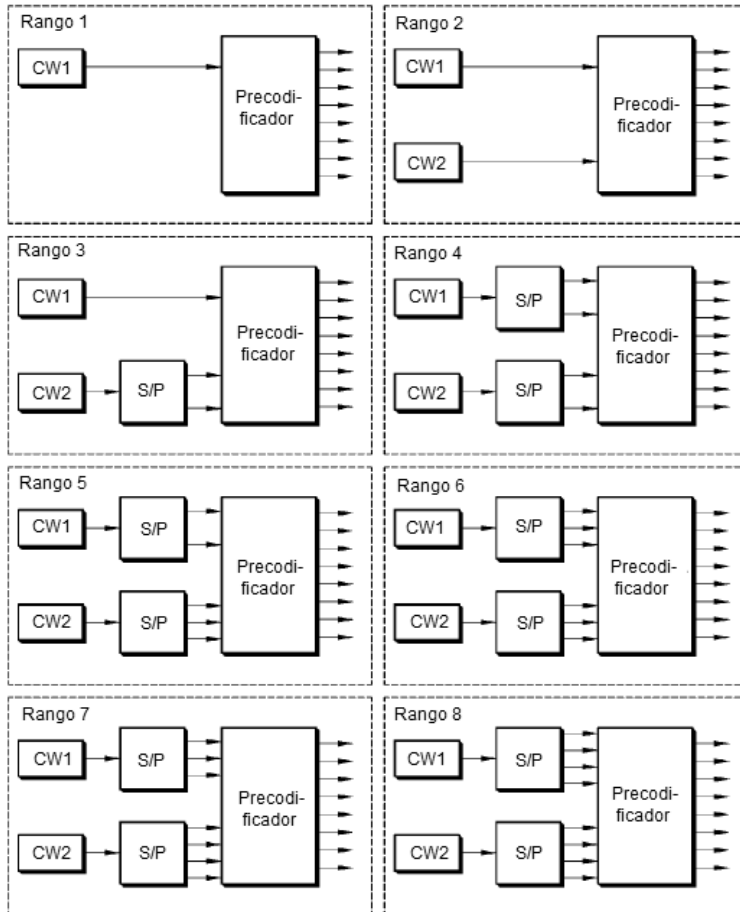 Rango 1
CW1
Precodi-
ficador
Rango 2
CW1
CW2
Precodi-
ficador
Rango 3
CW1
CW2
S/P
Precodi-
ficador
Rango 4
CW1
S/P
CW2
S/P
Precodi-
ficador
Rango 5
CW1
S/P
CW2
S/P
Precodi-
ficador
Rango 6
CW1
S/P
CW2
S/P
Precodi-
ficador
Rango 7
CW1
S/P
CW2
S/P
Precodi-
ficador
Rango 8
CW1
S/P
CW2
S/P
Precodi-
ficador